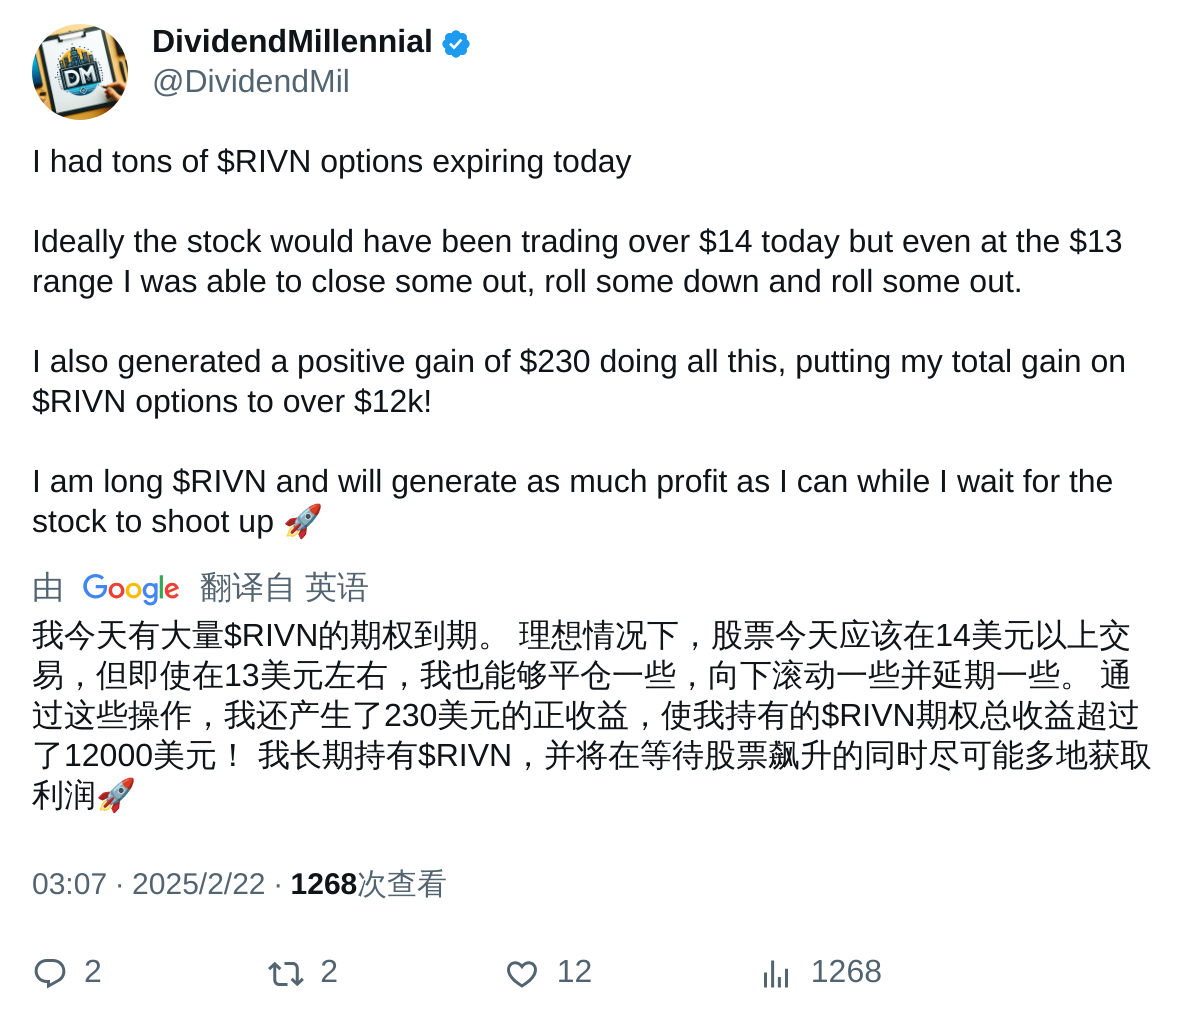 DM
DividendMillennial
@DividendMil
I had tons of $RIVN options expiring today
Ideally the stock would have been trading over $14 today but even at the $13
range I was able to close some out, roll some down and roll some out.
I also generated a positive gain of $230 doing all this, putting my total gain on
$RIVN options to over $12k!
I am long $RIVN and will generate as much profit as I can while I wait for the
stock to shoot up 🚀
由 Google 翻译自 英语
我今天有大量$RIVN的期权到期。 理想情况下，股票今天应该在14美元以上交
易，但即使在13美元左右，我也能够平仓一些，向下滚动一些并延期一些。 通
过这些操作，我还产生了230美元的正收益，使我持有的$RIVN期权总收益超过
了12000美元！ 我长期持有$RIVN，并将在等待股票飙升的同时尽可能多地获取
利润🚀
03:07 · 2025/2/22 · 1268次查看
2 2 12 1268